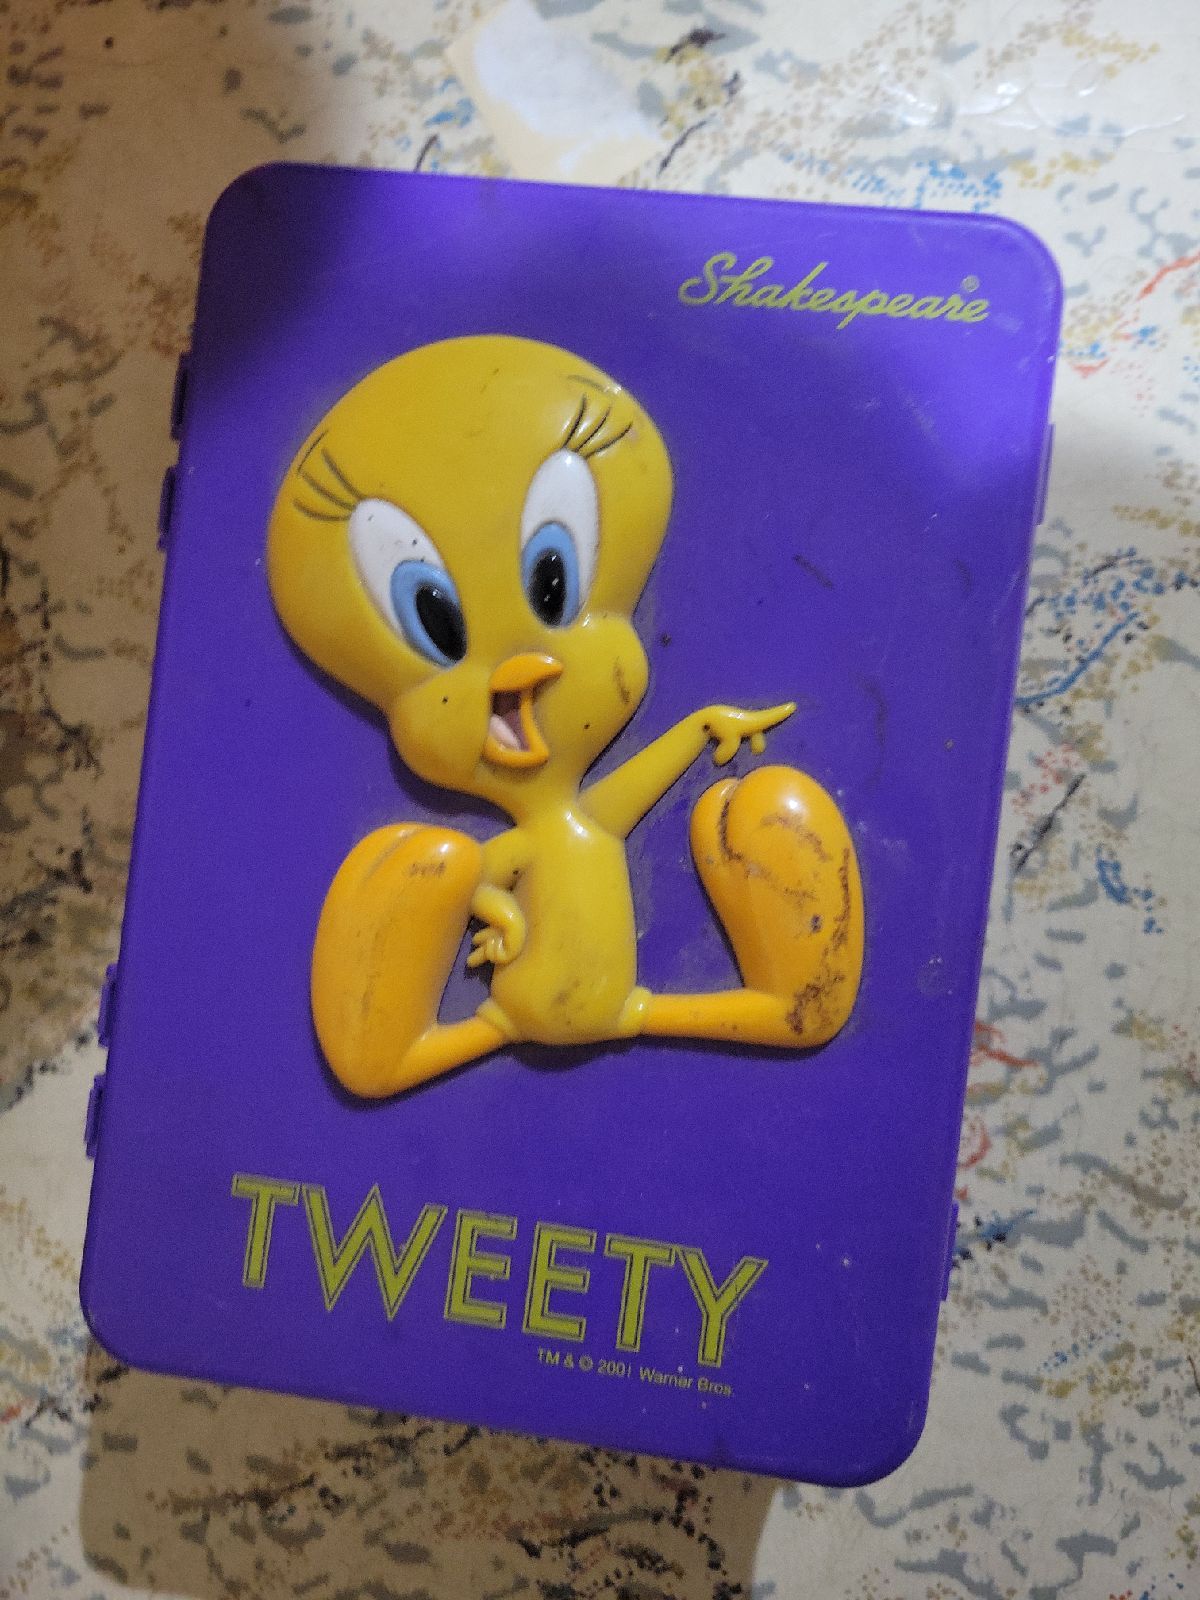 Shakespeare®
TWEETY
TM & © 2001 Warner Bros.